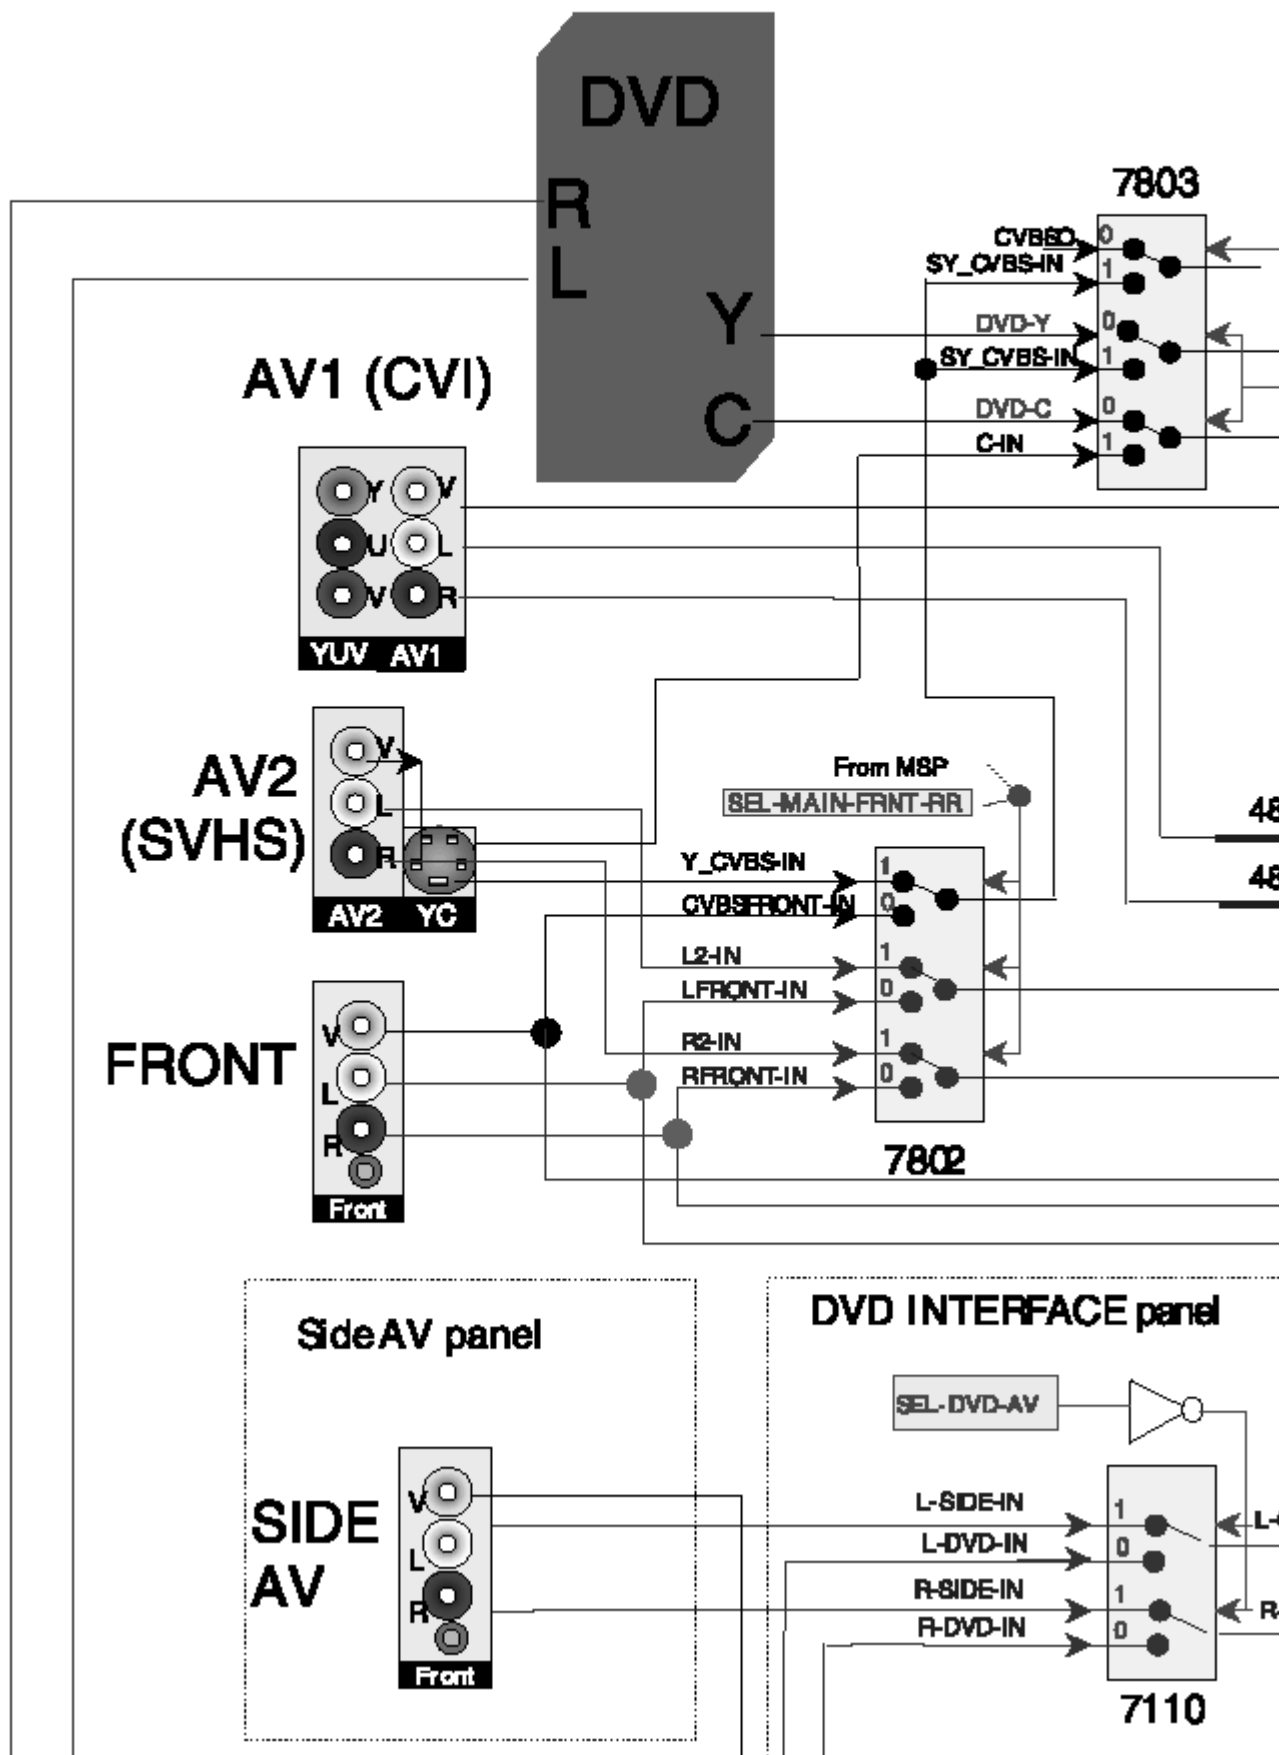 DVD
R
L
Y
C
7803
CVBSO
0
SY_CVBS-IN
1
DVD-Y
0
SY_CVBS-IN
1
DVD-C
0
C-IN
1
AV1 (CVI)
Y V
U L
V R
YUV AV1
AV2
(SVHS)
V
L
R
AV2 YC
From MSP
SEL-MAIN-FRNT-RR
48
48
Y_CVBS-IN
1
CVBSFRONT-IN
0
L2-IN
1
LFRONT-IN
0
R2-IN
1
RFRONT-IN
0
7802
FRONT
V
L
R
Front
SideAV panel
SIDE
AV
V
L
R
Front
DVD INTERFACE panel
SEL-DVD-AV
L-SIDE-IN
1
L-DVD-IN
0
R-SIDE-IN
1
R-DVD-IN
0
R-
7110